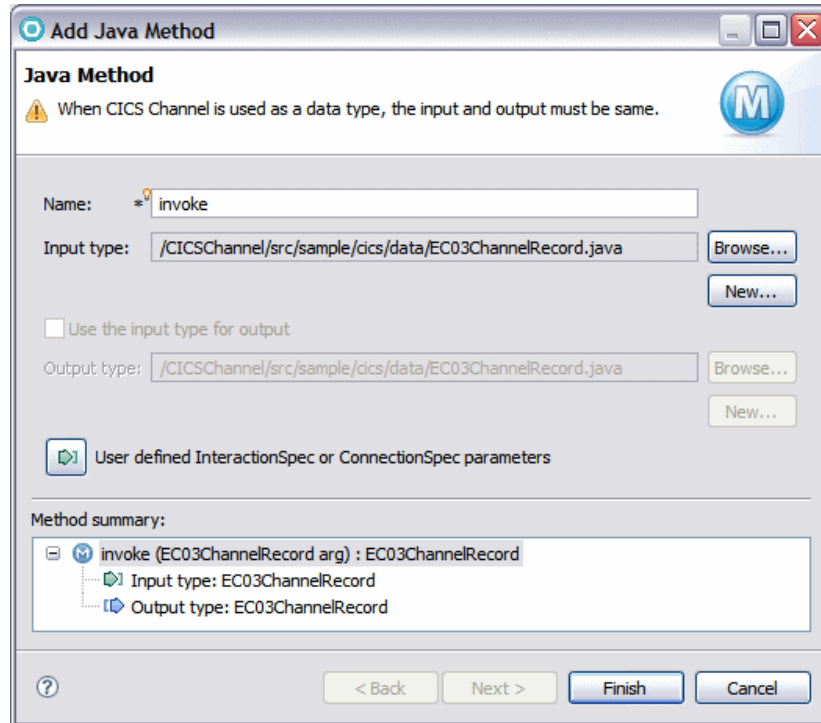 Add Java Method
Java Method
When CICS Channel is used as a data type, the input and output must be same.
M
Name: * invoke
Input type: /CICSChannel/src/sample/cics/data/EC03ChannelRecord.java Browse...
New...
Use the input type for output
Output type: /CICSChannel/src/sample/cics/data/EC03ChannelRecord.java Browse...
New...
User defined InteractionSpec or ConnectionSpec parameters
Method summary:
M invoke (EC03ChannelRecord arg) : EC03ChannelRecord
Input type: EC03ChannelRecord
Output type: EC03ChannelRecord
? < Back Next > Finish Cancel